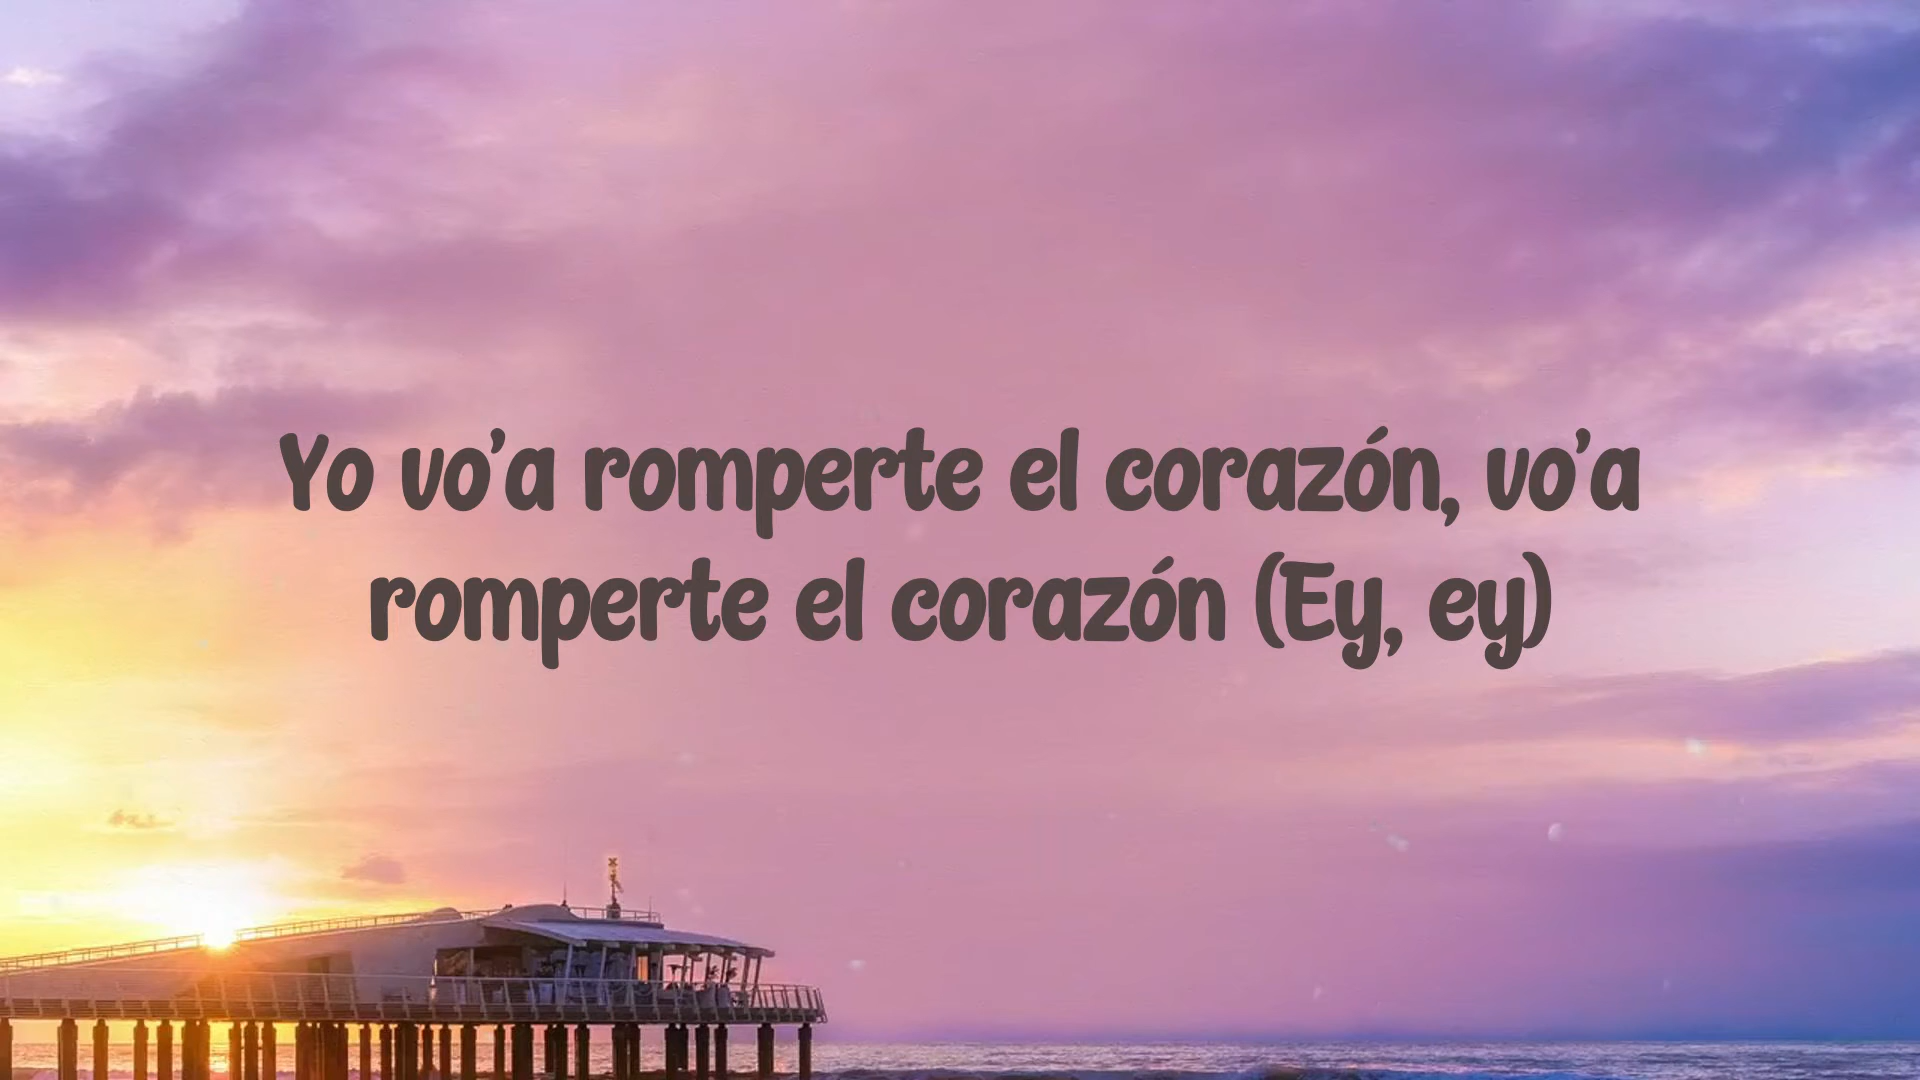 Yo vo’a romperte el corazón, vo’a
romperte el corazón (Ey, ey)